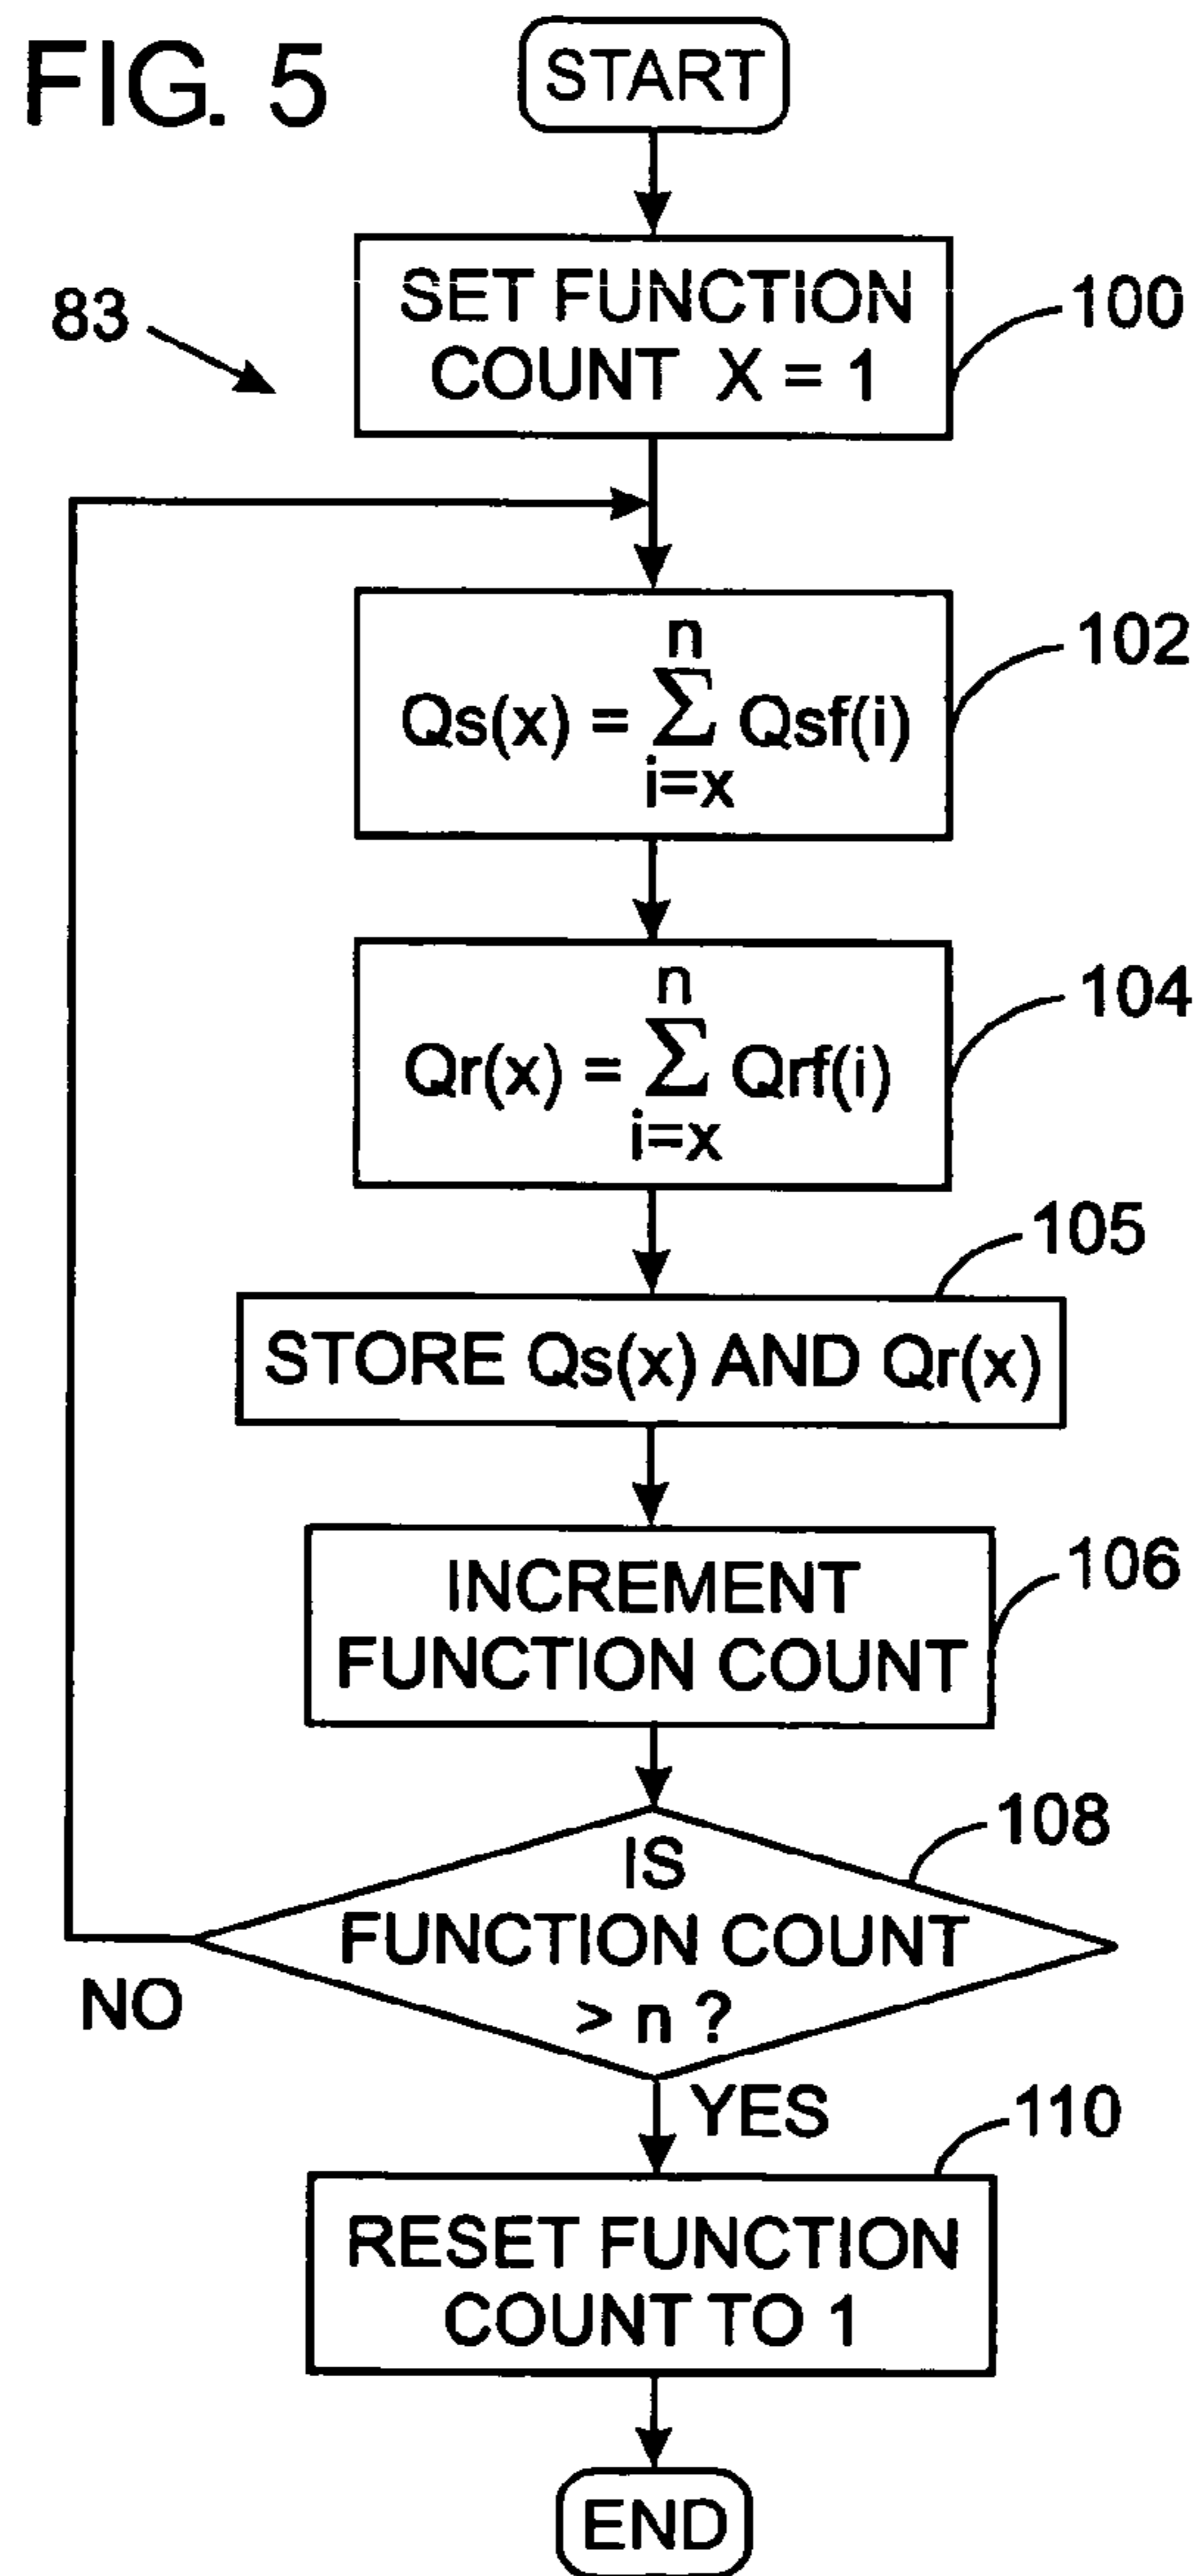 FIG. 5
START
SET FUNCTION
COUNT X = 1
100
83
n
Qs(x) = Σ Qsf(i)
i=x
102
n
Qr(x) = Σ Qrf(i)
i=x
104
105
STORE Qs(x) AND Qr(x)
INCREMENT
FUNCTION COUNT
106
108
IS
FUNCTION COUNT
> n ?
NO
YES
110
RESET FUNCTION
COUNT TO 1
END